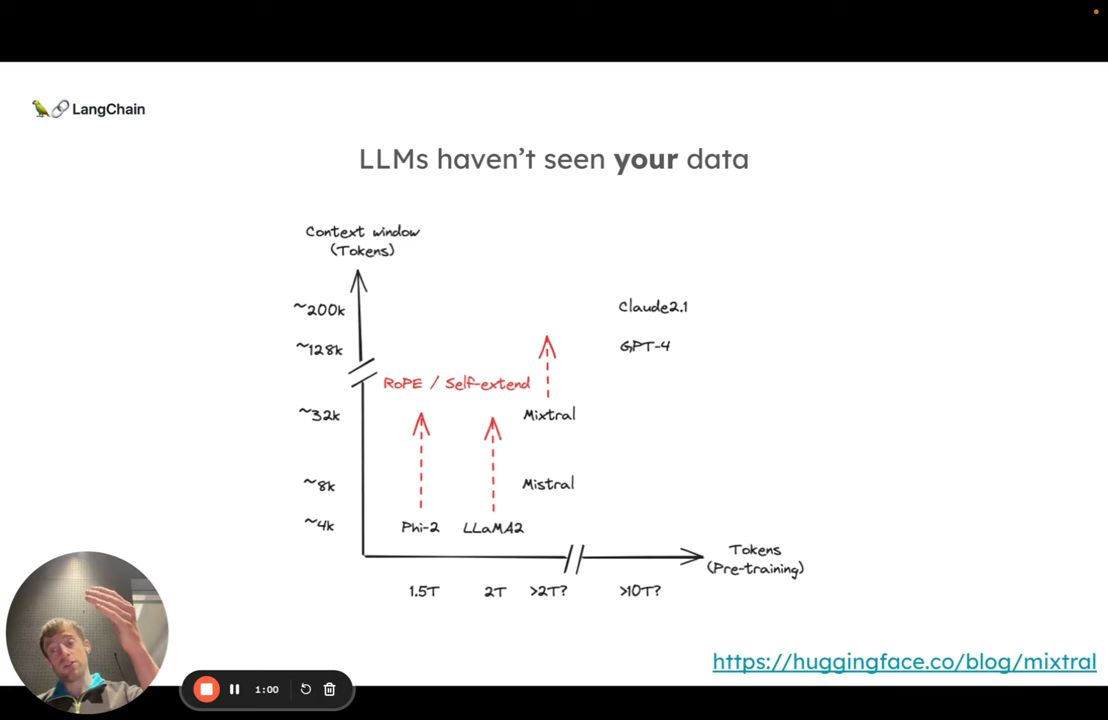 LangChain
LLMs haven't seen your data
Context window
(Tokens)
~200k
~128k
~32k
~8k
~4k
Claude2.1
GPT-4
RoPE / Self-extend
Mixtral
Mistral
Phi-2
LLaMA2
Tokens
(Pre-training)
1.5T
2T
>2T?
>10T?
https://huggingface.co/blog/mixtral
1:00